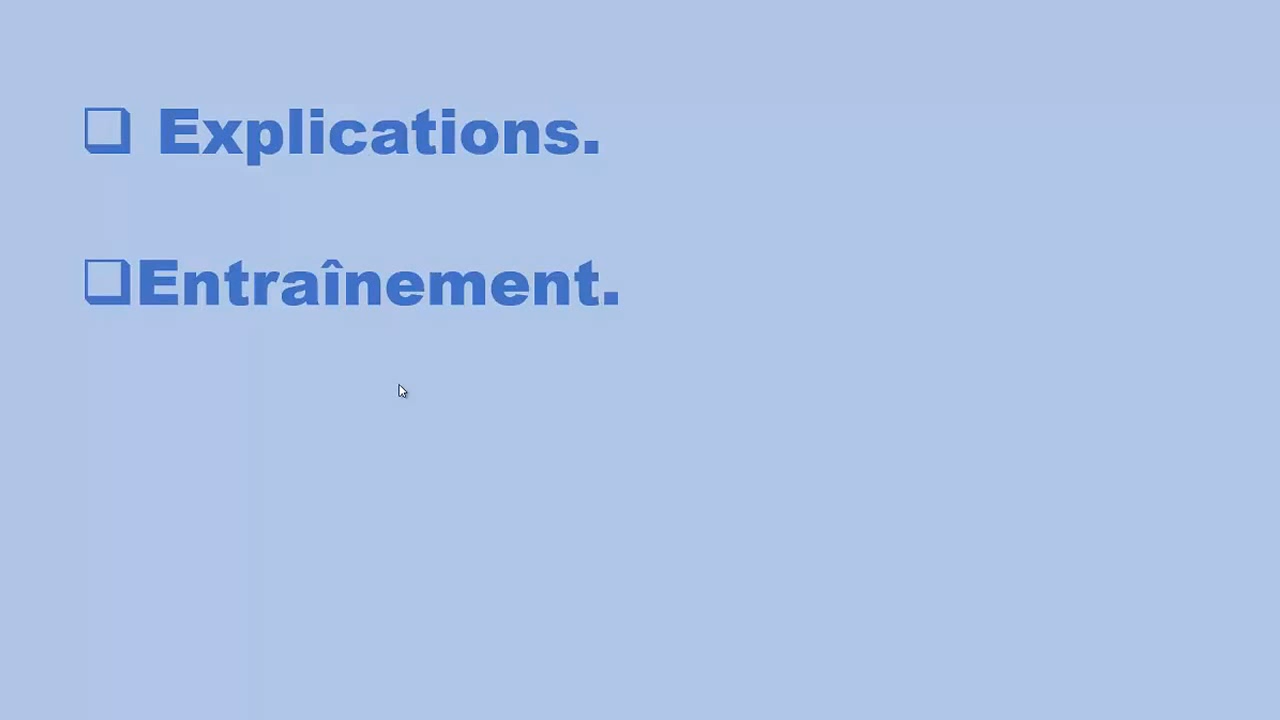 ❑ Explications.
❑Entraînement.